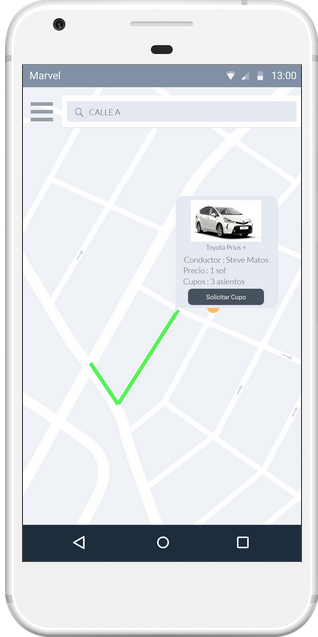 Marvel 13:00
CALLE A
Toyota Prius +
Conductor : Steve Matos
Precio : 1 sol
Cupos : 3 asientos
Solicitar Cupo